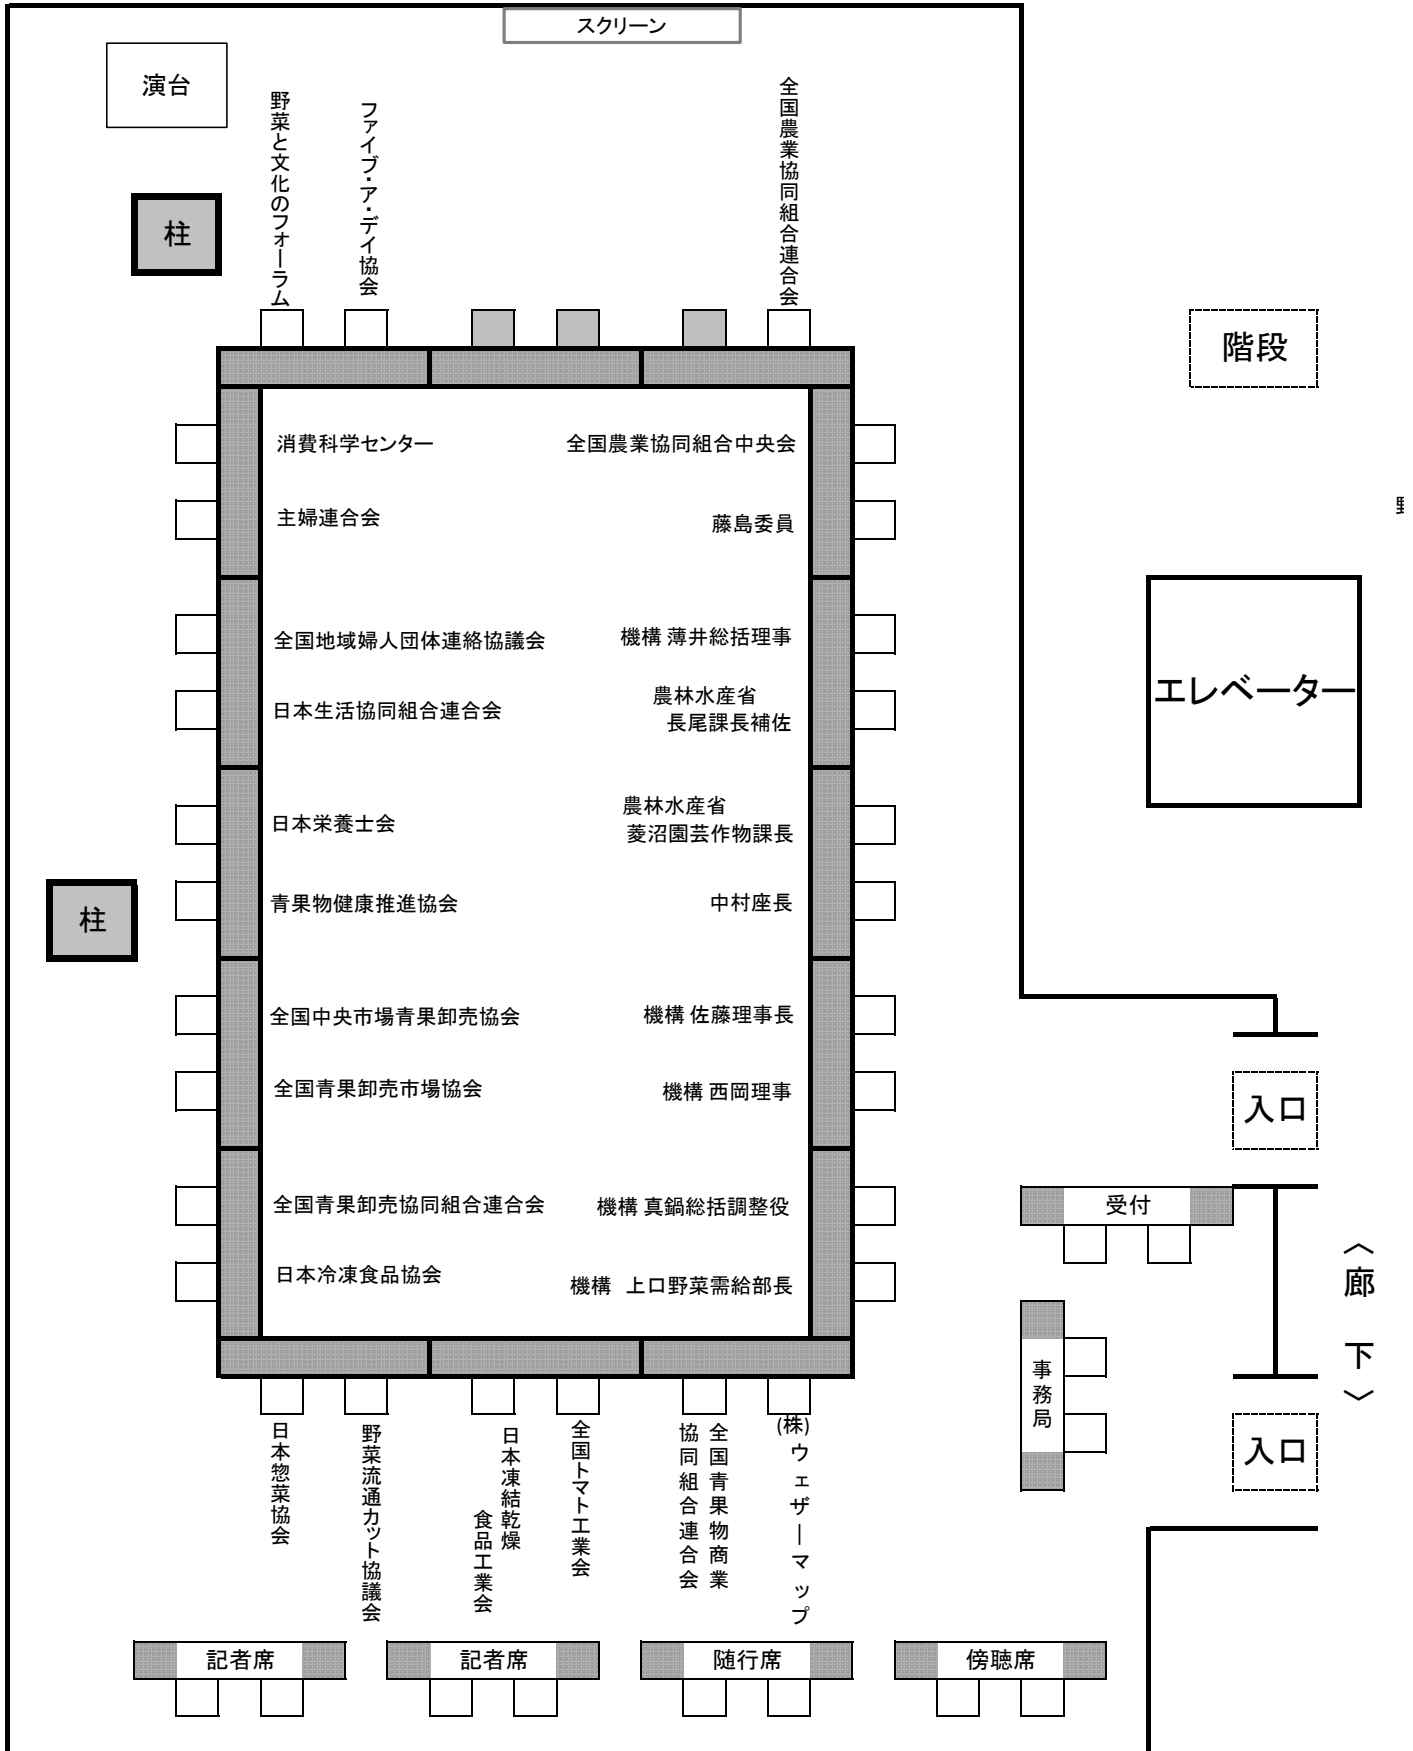 スクリーン
演台
野菜と文化のフォーラム
ファイブ・ア・デイ協会
全国農業協同組合連合会
柱
階段
消費科学センター
全国農業協同組合中央会
主婦連合会
藤島委員
全国地域婦人団体連絡協議会
機構 薄井総括理事
日本生活協同組合連合会
農林水産省
長尾課長補佐
エレベーター
日本栄養士会
農林水産省
菱沼園芸作物課長
青果物健康推進協会
中村座長
柱
全国中央市場青果卸売協会
機構 佐藤理事長
全国青果卸売市場協会
機構 西岡理事
入口
全国青果卸売協同組合連合会
機構 真鍋総括調整役
受付
日本冷凍食品協会
機構 上口野菜需給部長
〈廊 下〉
事務局
日本惣菜協会
野菜流通カット協議会
日本凍結乾燥
食品工業会
全国トマト工業会
全国青果物商業
協同組合連合会
(株)ウェザーマップ
入口
記者席
記者席
随行席
傍聴席